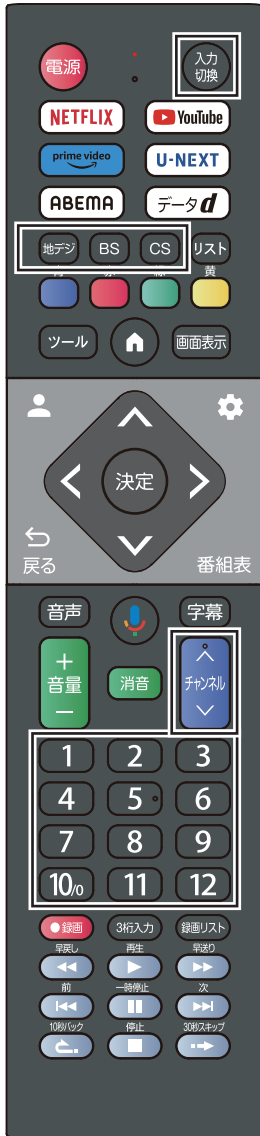 電源
入力
切換
NETFLIX
YouTube
prime video
U-NEXT
ABEMA
データd
地デジ BS CS リスト
青 赤 緑 黄
ツール
画面表示
決定
戻る
番組表
音声
字幕
+
音量
−
消音
チャンネル
1 2 3
4 5 6
7 8 9
10/0 11 12
●録画 3桁入力 録画リスト
早戻し 再生 早送り
前 一時停止 次
10秒バック 停止 30秒スキップ